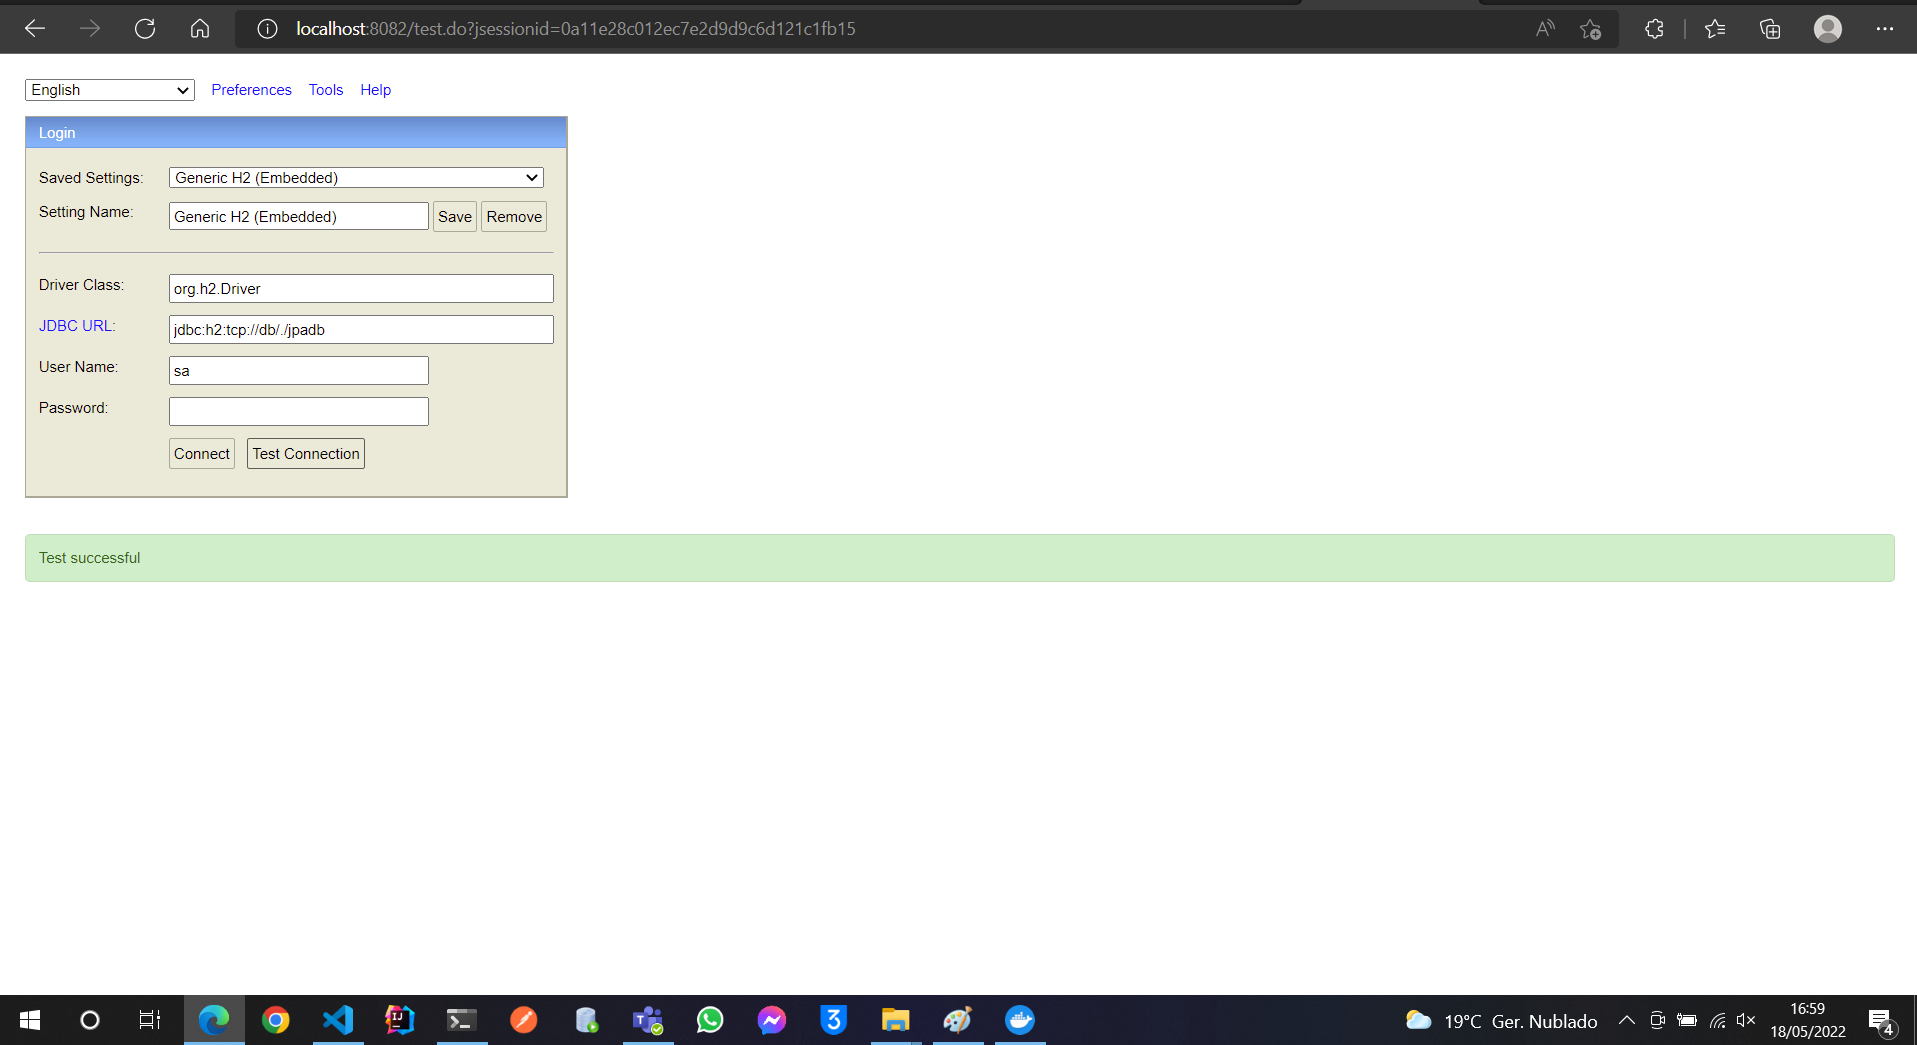 localhost:8082/test.do?jsessionid=0a11e28c012ec7e2d9d9c6d121c1fb15
English Preferences Tools Help
Login
Saved Settings: Generic H2 (Embedded)
Setting Name: Generic H2 (Embedded) Save Remove
Driver Class: org.h2.Driver
JDBC URL: jdbc:h2:tcp://db/./jpadb
User Name: sa
Password:
Connect Test Connection
Test successful
19°C Ger. Nublado
16:59
18/05/2022
4